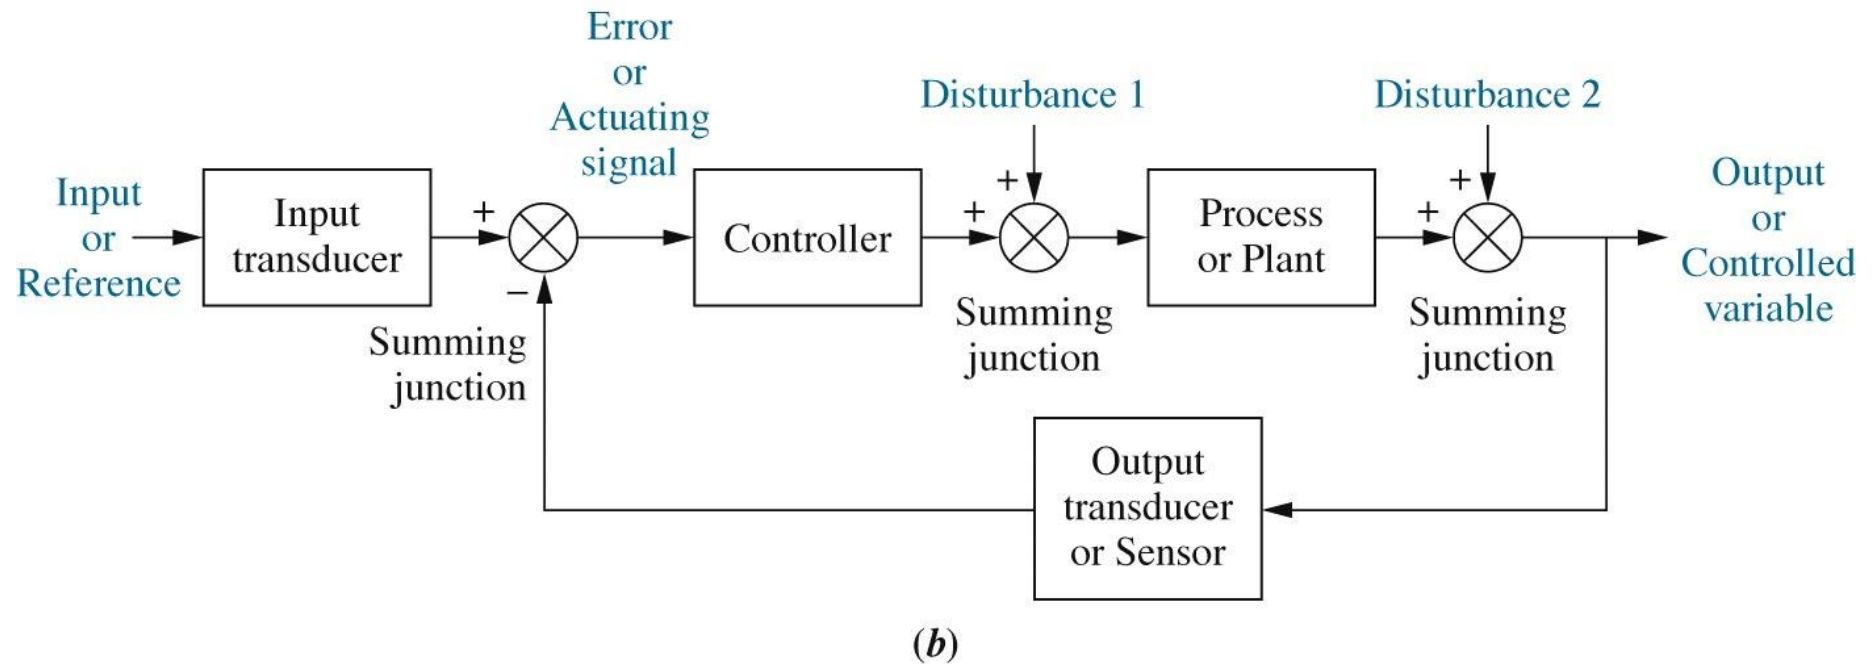 Error
or
Actuating
signal
Disturbance 1
Disturbance 2
Input
or
Reference
Input
transducer
+
−
Summing
junction
Controller
+
+
Summing
junction
Process
or Plant
+
+
Summing
junction
Output
or
Controlled
variable
Output
transducer
or Sensor
(b)